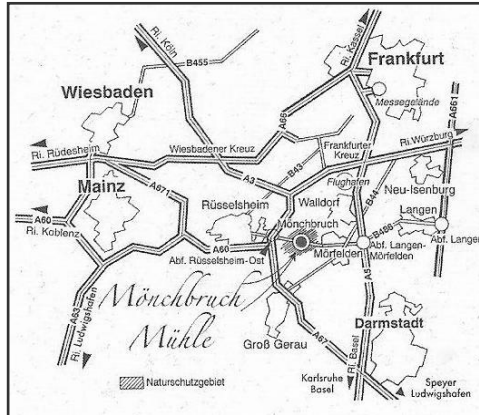 Ri. Köln
B455
Ri. Kassel
Frankfurt
Messegelände
Wiesbaden
A66
A661
Ri. Rüdesheim
Wiesbadener Kreuz
Frankfurter
Kreuz
Ri. Würzburg
Mainz
A671
A3
B43
Flughafen
B44
Neu-Isenburg
A60
Ri. Koblenz
Rüsselsheim
Walldorf
Mönchbruch
Langen
B486
A60
Abf. Rüsselsheim-Ost
Mörfelden
Abf. Langen-
Mörfelden
Abf. Langen
A63
Ri. Ludwigshafen
Mönchbruch
Mühle
A5
Groß Gerau
A67
Ri. Basel
Darmstadt
Naturschutzgebiet
Karlsruhe
Basel
Speyer
Ludwigshafen